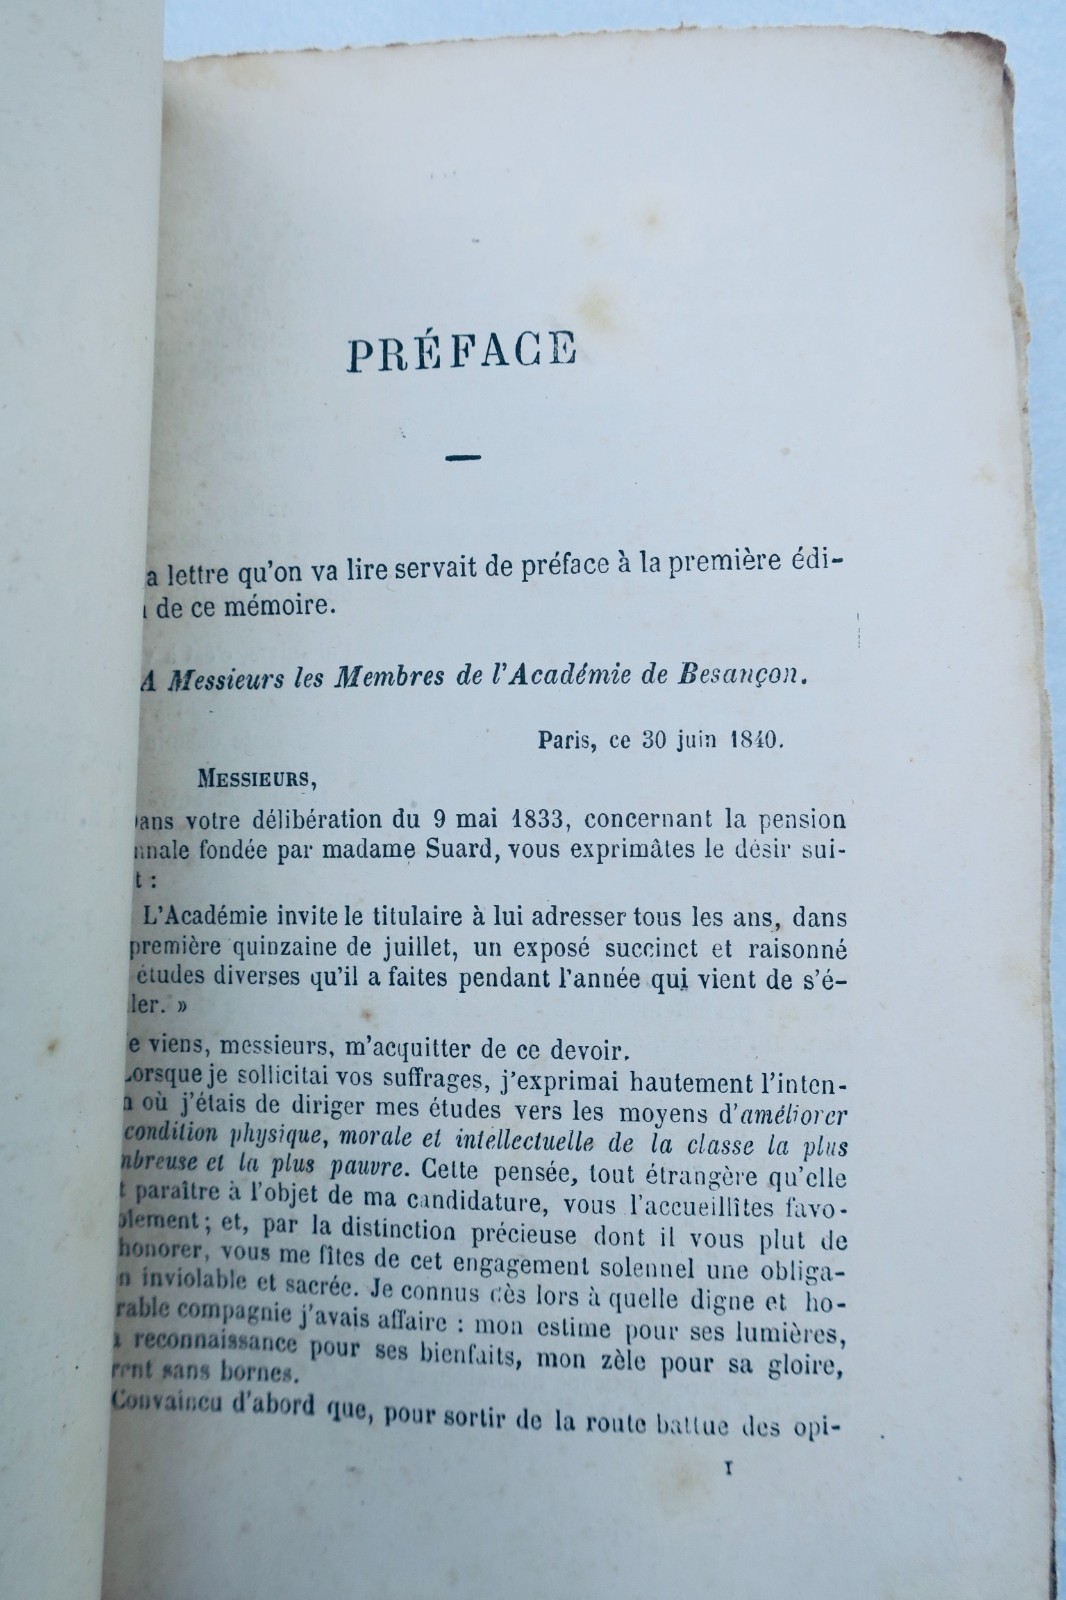 PRÉFACE
a lettre qu'on va lire servait de préface à la première édi-
de ce mémoire.
A Messieurs les Membres de l'Académie de Besançon.
Paris, ce 30 juin 1840.
MESSIEURS,
ans votre délibération du 9 mai 1833, concernant la pension
nnale fondée par madame Suard, vous exprimâtes le désir sui-
t :
L'Académie invite le titulaire à lui adresser tous les ans, dans
première quinzaine de juillet, un exposé succinct et raisonné
études diverses qu'il a faites pendant l'année qui vient de s'é-
ler. »
e viens, messieurs, m'acquitter de ce devoir.
Lorsque je sollicitai vos suffrages, j'exprimai hautement l'inten-
n où j'étais de diriger mes études vers les moyens d'améliorer
condition physique, morale et intellectuelle de la classe la plus
mbreuse et la plus pauvre. Cette pensée, tout étrangère qu'elle
t paraître à l'objet de ma candidature, vous l'accueillîtes favo-
blement ; et, par la distinction précieuse dont il vous plut de
honorer, vous me fîtes de cet engagement solennel une obliga-
n inviolable et sacrée. Je connus dès lors à quelle digne et ho-
rable compagnie j'avais affaire : mon estime pour ses lumières,
a reconnaissance pour ses bienfaits, mon zèle pour sa gloire,
rent sans bornes.
Convaincu d'abord que, pour sortir de la route battue des opi-
1